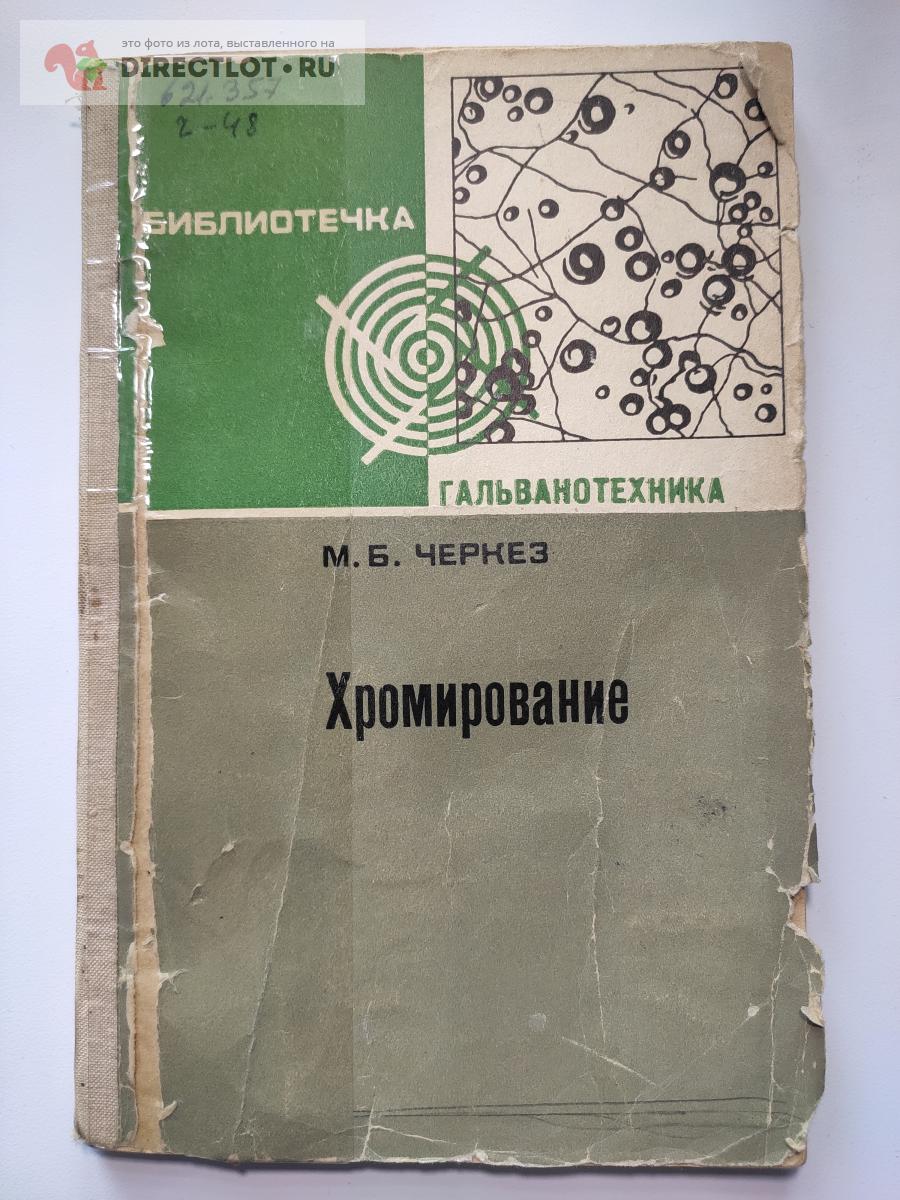 это фото из лота, выставленного на
DIRECTLOT.RU
621.357
Ч-48
БИБЛИОТЕЧКА
ГАЛЬВАНОТЕХНИКА
М. Б. ЧЕРКЕЗ
Хромирование